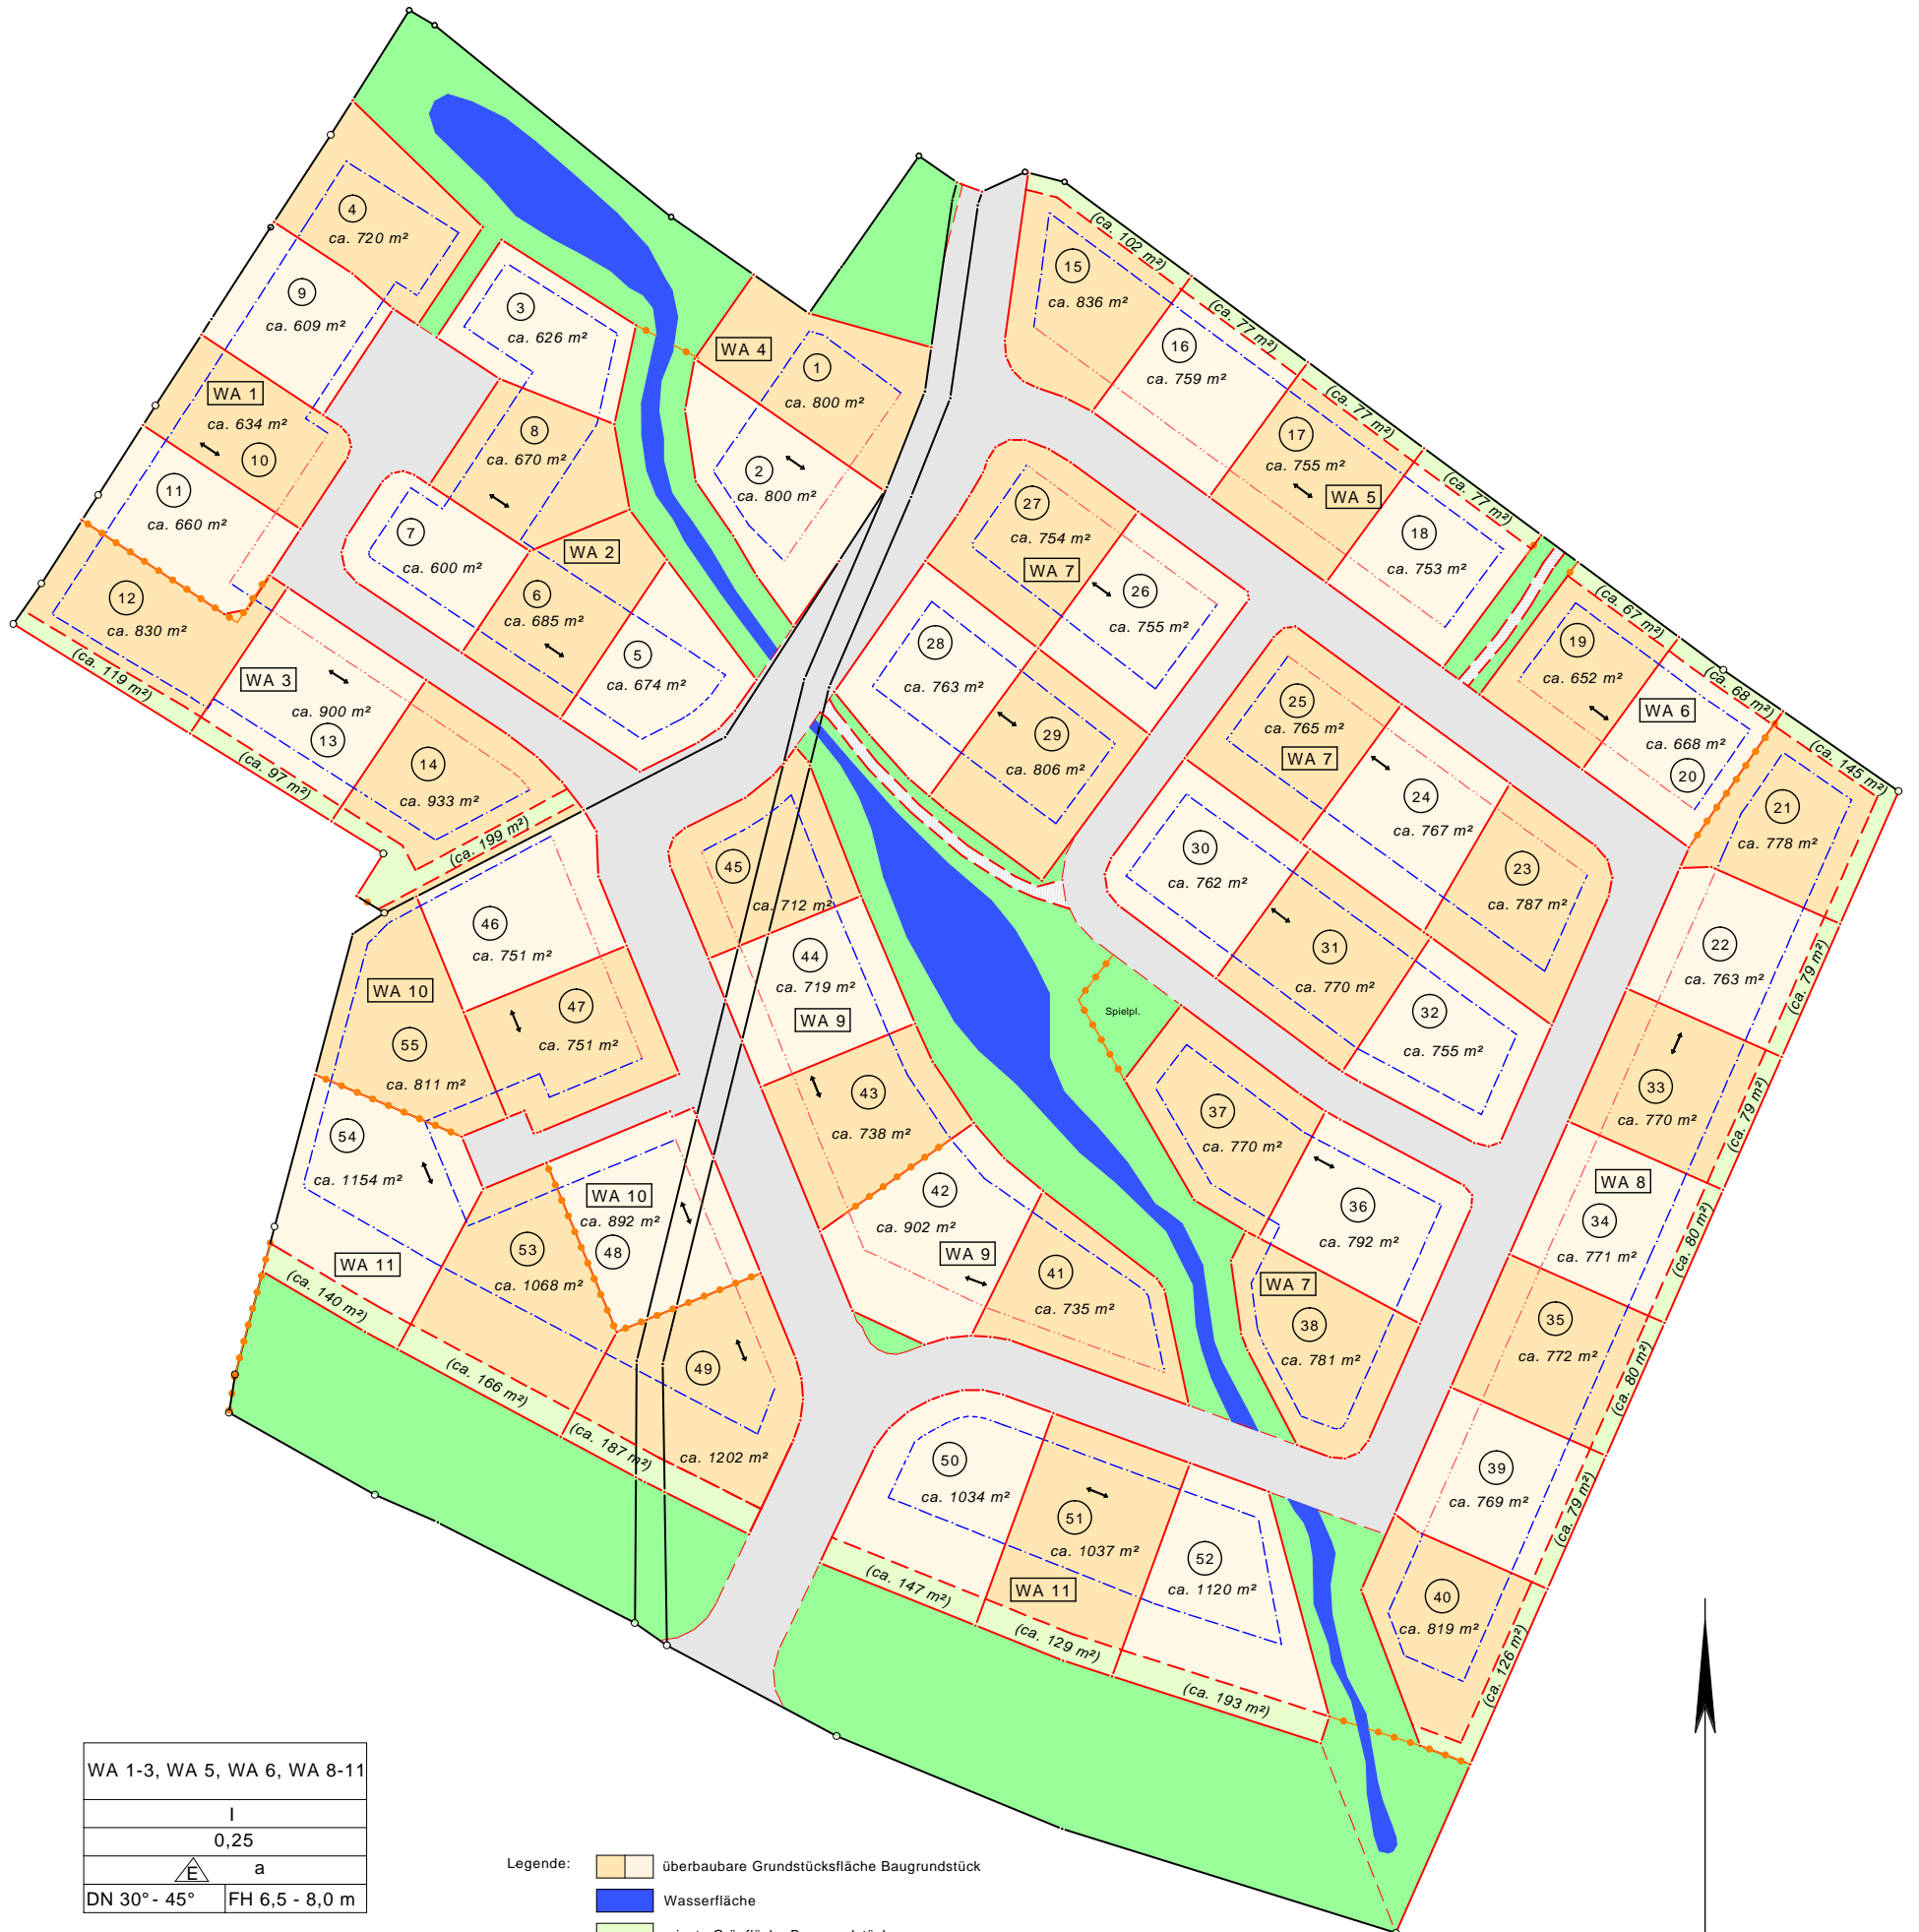 4
ca. 720 m²
9
ca. 609 m²
3
ca. 626 m²
WA 4
1
ca. 800 m²
15
ca. 836 m²
(ca. 102 m²)
16
ca. 759 m²
(ca. 77 m²)
WA 1
ca. 634 m²
10
8
ca. 670 m²
2
ca. 800 m²
17
ca. 755 m²
WA 5
(ca. 77 m²)
11
ca. 660 m²
7
ca. 600 m²
WA 2
27
ca. 754 m²
WA 7
18
ca. 753 m²
(ca. 77 m²)
12
ca. 830 m²
6
ca. 685 m²
26
ca. 755 m²
(ca. 67 m²)
19
ca. 652 m²
(ca. 119 m²)
WA 3
ca. 900 m²
13
5
ca. 674 m²
28
ca. 763 m²
25
ca. 765 m²
WA 7
WA 6
ca. 668 m²
20
(ca. 68 m²)
(ca. 97 m²)
14
ca. 933 m²
29
ca. 806 m²
24
ca. 767 m²
(ca. 145 m²)
21
ca. 778 m²
(ca. 199 m²)
45
ca. 712 m²
30
ca. 762 m²
23
ca. 787 m²
46
ca. 751 m²
44
ca. 719 m²
WA 9
31
ca. 770 m²
22
ca. 763 m²
(ca. 79 m²)
WA 10
55
ca. 811 m²
47
ca. 751 m²
Spielpl.
32
ca. 755 m²
33
ca. 770 m²
(ca. 79 m²)
43
ca. 738 m²
37
ca. 770 m²
54
ca. 1154 m²
WA 10
ca. 892 m²
48
42
ca. 902 m²
WA 9
36
ca. 792 m²
WA 8
34
ca. 771 m²
(ca. 80 m²)
WA 11
53
ca. 1068 m²
41
ca. 735 m²
WA 7
38
ca. 781 m²
35
ca. 772 m²
(ca. 80 m²)
(ca. 140 m²)
(ca. 166 m²)
49
ca. 1202 m²
(ca. 187 m²)
50
ca. 1034 m²
51
ca. 1037 m²
WA 11
52
ca. 1120 m²
39
ca. 769 m²
(ca. 79 m²)
(ca. 147 m²)
(ca. 129 m²)
(ca. 193 m²)
40
ca. 819 m²
(ca. 126 m²)
WA 1-3, WA 5, WA 6, WA 8-11
I
0,25
E a
DN 30° - 45° FH 6,5 - 8,0 m
Legende:
überbaubare Grundstücksfläche Baugrundstück
Wasserfläche